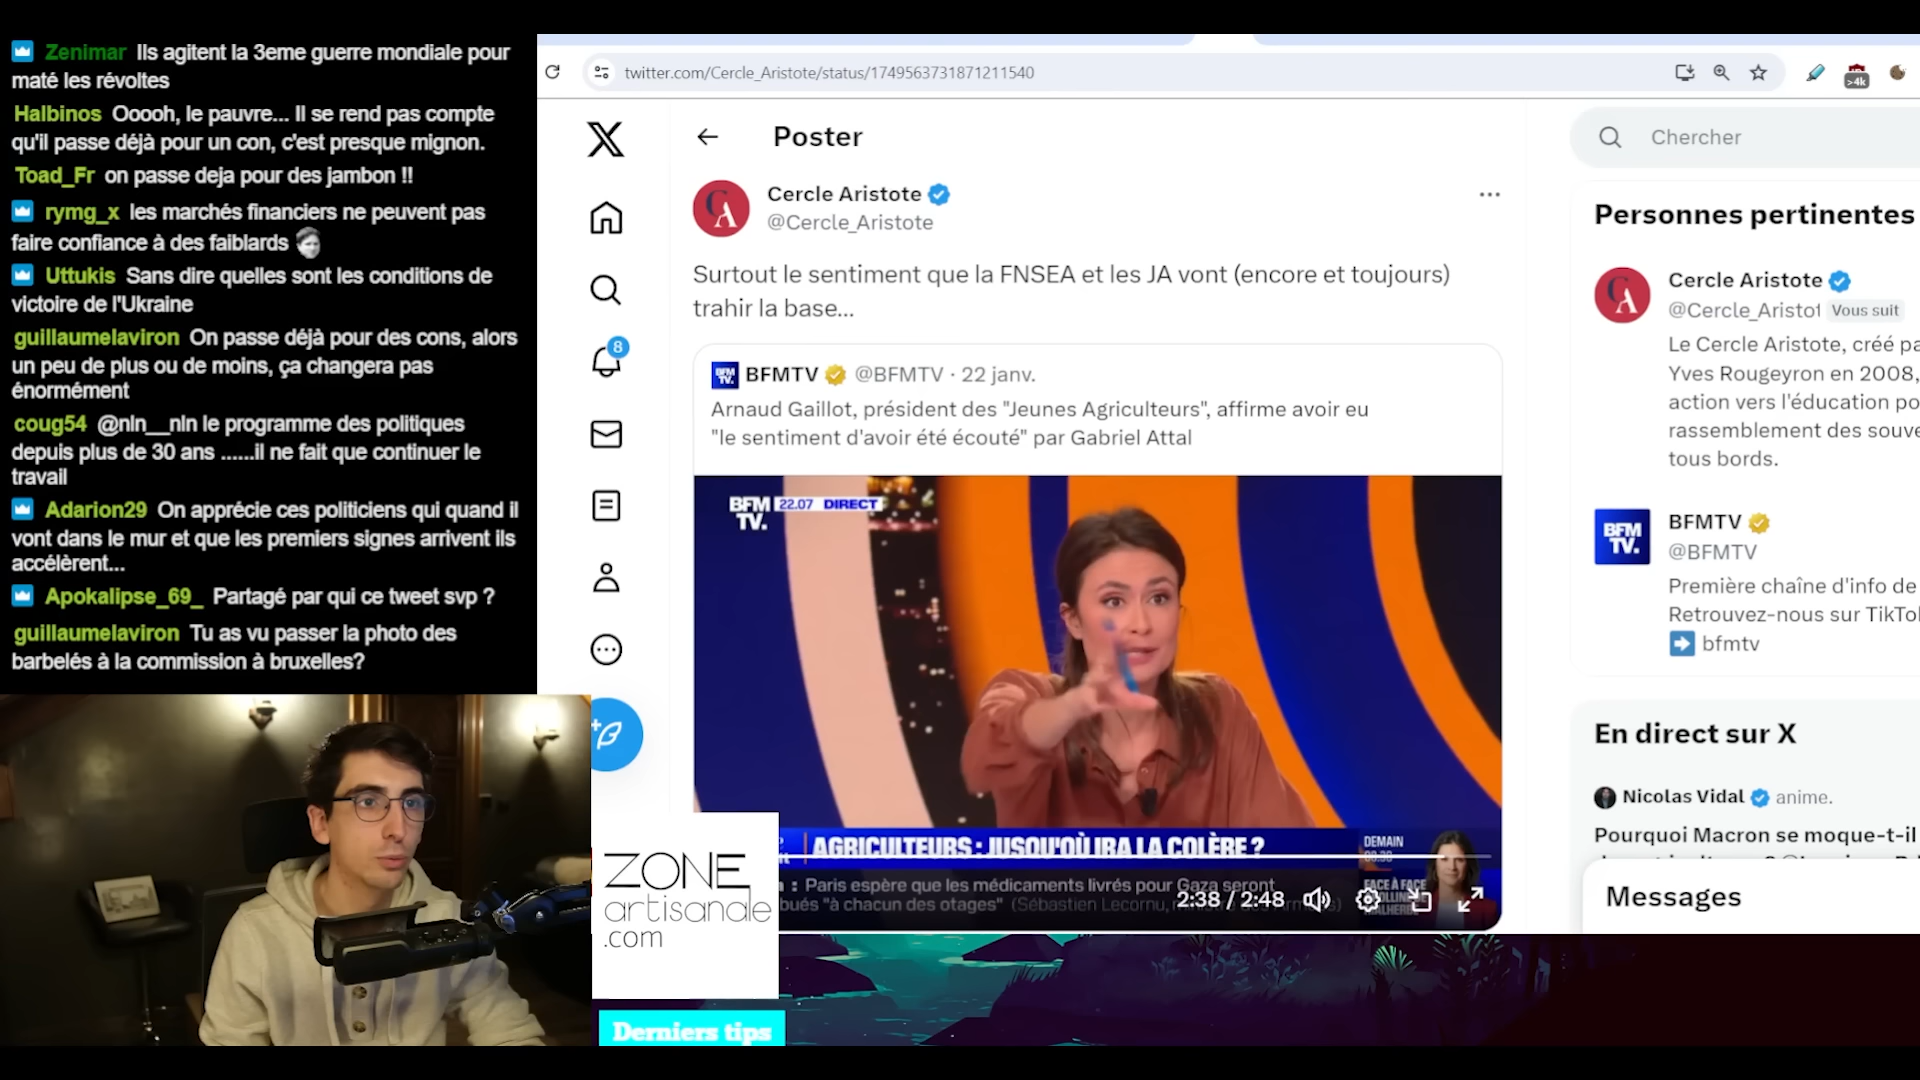 Zenimar Ils agitent la 3eme guerre mondiale pour
maté les révoltes
Halbinos Ooooh, le pauvre... Il se rend pas compte
qu'il passe déjà pour un con, c'est presque mignon.
Toad_Fr on passe deja pour des jambon !!
rymg_x les marchés financiers ne peuvent pas
faire confiance à des faiblards
Uttukis Sans dire quelles sont les conditions de
victoire de l'Ukraine
guillaumelaviron On passe déjà pour des cons, alors
un peu de plus ou de moins, ça changera pas
énormément
coug54 @nln__nln le programme des politiques
depuis plus de 30 ans ......il ne fait que continuer le
travail
Adarion29 On apprécie ces politiciens qui quand il
vont dans le mur et que les premiers signes arrivent ils
accélèrent...
Apokalipse_69_ Partagé par qui ce tweet svp ?
guillaumelaviron Tu as vu passer la photo des
barbelés à la commission à bruxelles?
twitter.com/Cercle_Aristote/status/1749563731871211540
>4k
8
Poster
Cercle Aristote
@Cercle_Aristote
Surtout le sentiment que la FNSEA et les JA vont (encore et toujours)
trahir la base...
BFMTV @BFMTV · 22 janv.
Arnaud Gaillot, président des "Jeunes Agriculteurs", affirme avoir eu
"le sentiment d'avoir été écouté" par Gabriel Attal
BFM 22.07 DIRECT
TV.
AGRICULTEURS : JUSQU'OÙ IRA LA COLÈRE ?
DEMAIN
FACE À FACE
: Paris espère que les médicaments livrés pour Gaza seront
bués "à chacun des otages" (Sébastien Lecornu,
2:38 / 2:48
Chercher
Personnes pertinentes
Cercle Aristote
@Cercle_Aristot Vous suit
Le Cercle Aristote, créé pa
Yves Rougeyron en 2008,
action vers l'éducation po
rassemblement des souve
tous bords.
BFM
TV.
BFMTV
@BFMTV
Première chaîne d'info de
Retrouvez-nous sur TikTo
bfmtv
En direct sur X
Nicolas Vidal anime.
Pourquoi Macron se moque-t-il
Messages
ZONE
artisanale
.com
Derniers tips